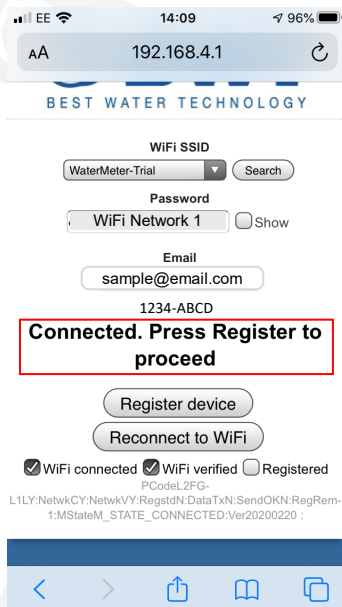 EE 14:09 96%
AA 192.168.4.1
BEST WATER TECHNOLOGY
WiFi SSID
WaterMeter-Trial Search
Password
WiFi Network 1 Show
Email
sample@email.com
1234-ABCD
Connected. Press Register to
proceed
Register device
Reconnect to WiFi
WiFi connected WiFi verified Registered
PCodeL2FG-
L1LY:NetwkCY:NetwkVY:RegstdN:DataTxN:SendOKN:RegRem-
1:MStateM_STATE_CONNECTED:Ver20200220 :